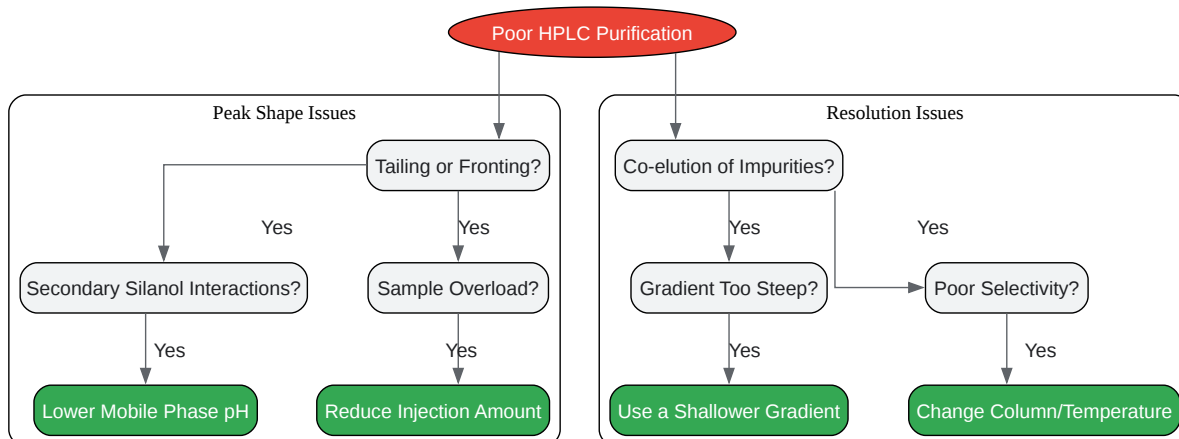 Poor HPLC Purification
Peak Shape Issues
Resolution Issues
Tailing or Fronting?
Co-elution of Impurities?
Yes
Yes
Yes
Yes
Secondary Silanol Interactions?
Sample Overload?
Gradient Too Steep?
Poor Selectivity?
Yes
Yes
Yes
Yes
Lower Mobile Phase pH
Reduce Injection Amount
Use a Shallower Gradient
Change Column/Temperature